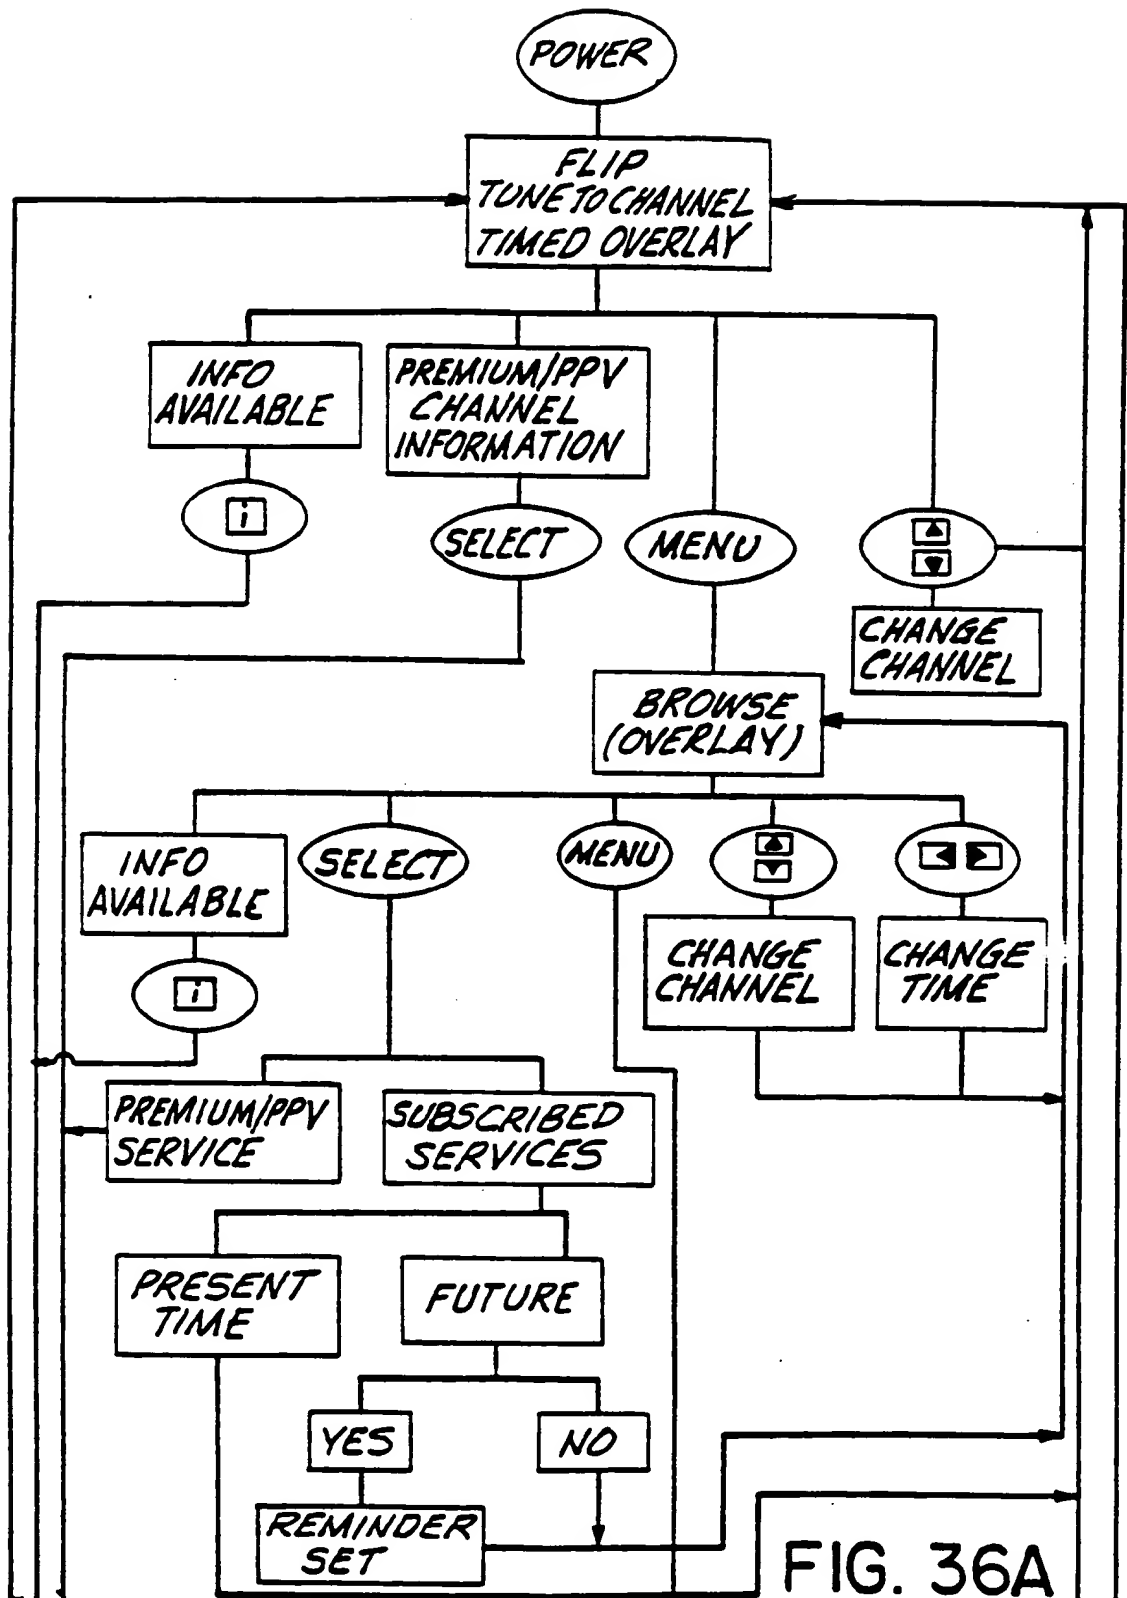 POWER
FLIP
TUNE TO CHANNEL
TIMED OVERLAY
INFO
AVAILABLE
PREMIUM/PPV
CHANNEL
INFORMATION
i
SELECT
MENU
CHANGE
CHANNEL
BROWSE
(OVERLAY)
INFO
AVAILABLE
SELECT
MENU
CHANGE
CHANNEL
CHANGE
TIME
i
PREMIUM/PPV
SERVICE
SUBSCRIBED
SERVICES
PRESENT
TIME
FUTURE
YES
NO
REMINDER
SET
FIG. 36A